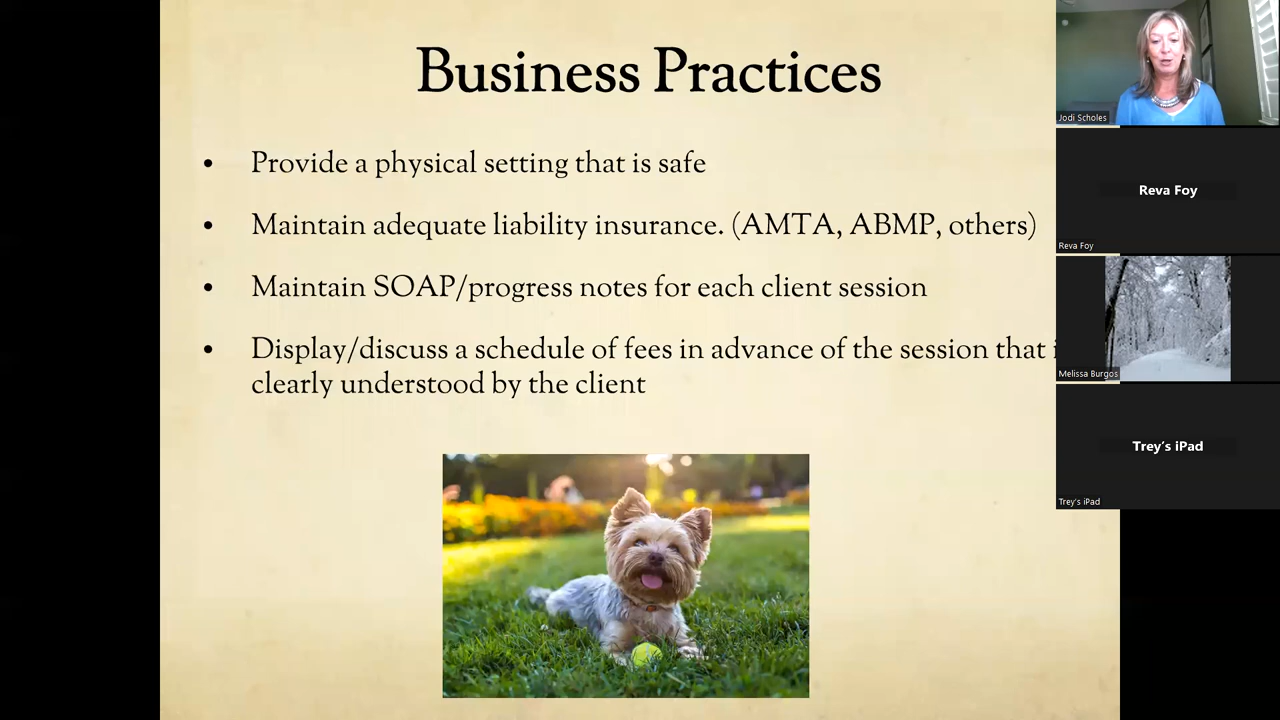 Business Practices
• Provide a physical setting that is safe
• Maintain adequate liability insurance. (AMTA, ABMP, others)
• Maintain SOAP/progress notes for each client session
• Display/discuss a schedule of fees in advance of the session that
clearly understood by the client
Jodi Scholes
Reva Foy
Reva Foy
Melissa Burgos
Trey's iPad
Trey's iPad